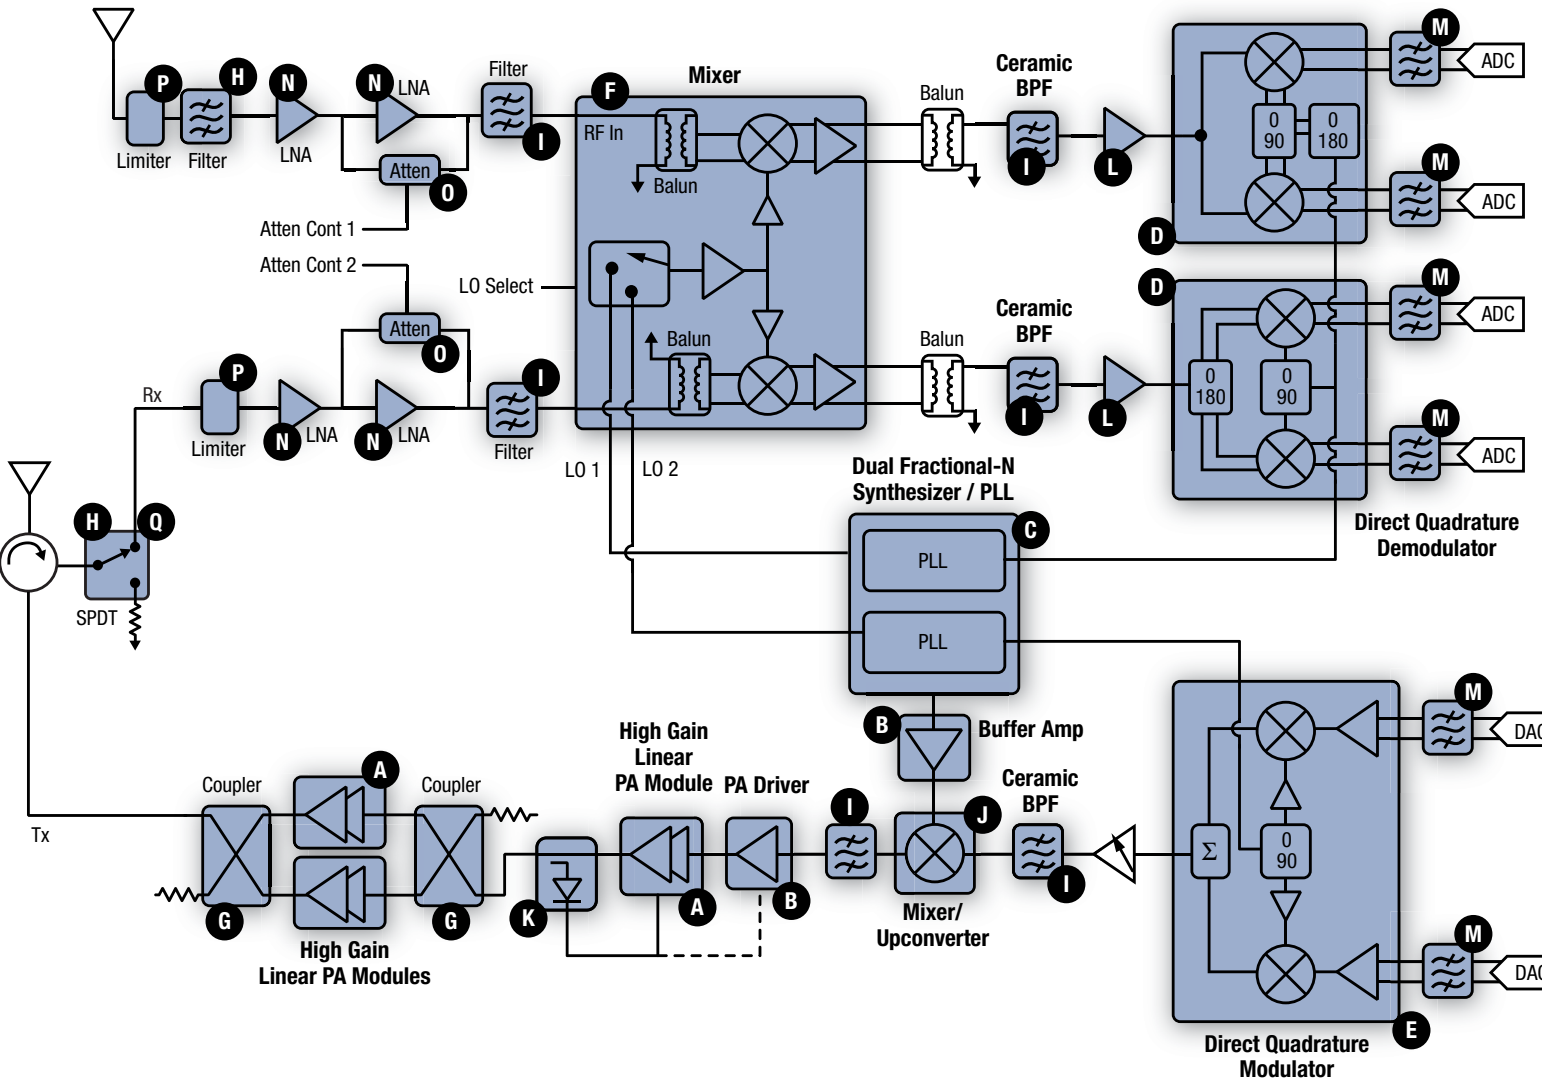 M
ADC
Ceramic
BPF
Filter
Mixer
P
H
N
N
LNA
F
Balun
RF In
I
0
90
0
180
Limiter
Filter
LNA
Atten
O
Balun
I
L
M
ADC
Atten Cont 1
D
Atten Cont 2
LO Select
M
ADC
D
Ceramic
BPF
Atten
O
Balun
Balun
P
I
0
180
0
90
Rx
I
L
M
ADC
Limiter
N
LNA
N
LNA
Filter
LO 1
LO 2
Dual Fractional-N
Synthesizer / PLL
H
Q
C
Direct Quadrature
Demodulator
PLL
SPDT
PLL
M
High Gain
Linear
PA Module
B
Buffer Amp
DAC
PA Driver
Coupler
A
Coupler
Ceramic
BPF
I
J
Tx
Σ
0
90
I
G
G
K
A
B
Mixer/
Upconverter
High Gain
Linear PA Modules
M
DAC
E
Direct Quadrature
Modulator